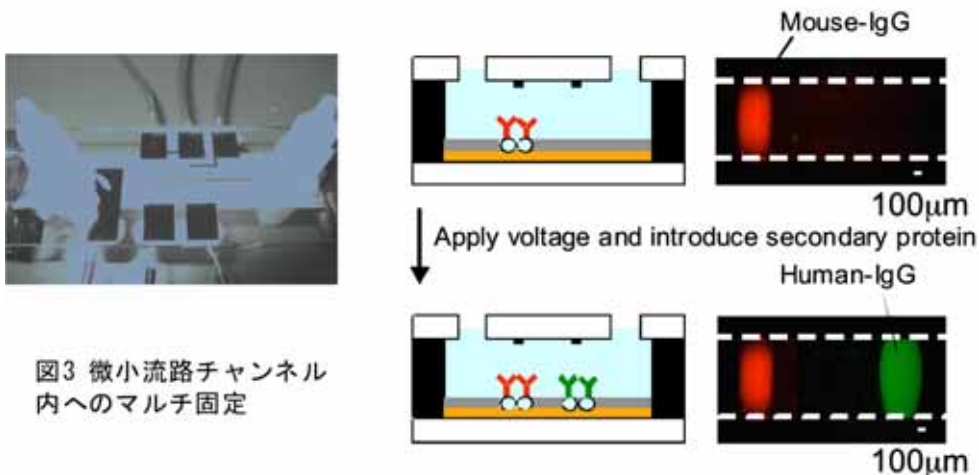 Mouse-IgG
100μm
Apply voltage and introduce secondary protein
Human-IgG
100μm
図3 微小流路チャンネル
内へのマルチ固定